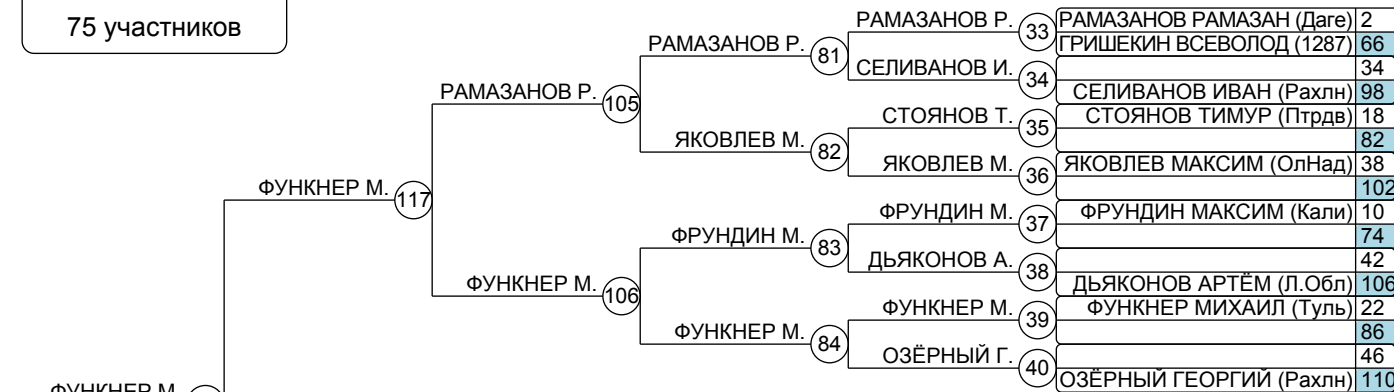 75 участников
РАМАЗАНОВ Р. 33 РАМАЗАНОВ РАМАЗАН (Даге) 2
РАМАЗАНОВ Р. 81 ГРИШЕКИН ВСЕВОЛОД (1287) 66
СЕЛИВАНОВ И. 34 34
РАМАЗАНОВ Р. 105 СЕЛИВАНОВ ИВАН (Рахлн) 98
СТОЯНОВ Т. 35 СТОЯНОВ ТИМУР (Птрдв) 18
ЯКОВЛЕВ М. 82 82
ЯКОВЛЕВ М. 36 ЯКОВЛЕВ МАКСИМ (ОлНад) 38
ФУНКНЕР М. 117 102
ФРУНДИН М. 37 ФРУНДИН МАКСИМ (Кали) 10
ФРУНДИН М. 83 74
ДЬЯКОНОВ А. 38 42
ФУНКНЕР М. 106 ДЬЯКОНОВ АРТЁМ (Л.Обл) 106
ФУНКНЕР М. 39 ФУНКНЕР МИХАИЛ (Туль) 22
ФУНКНЕР М. 84 86
ОЗЁРНЫЙ Г. 40 46
ФУНКНЕР М. ОЗЁРНЫЙ ГЕОРГИЙ (Рахлн) 110